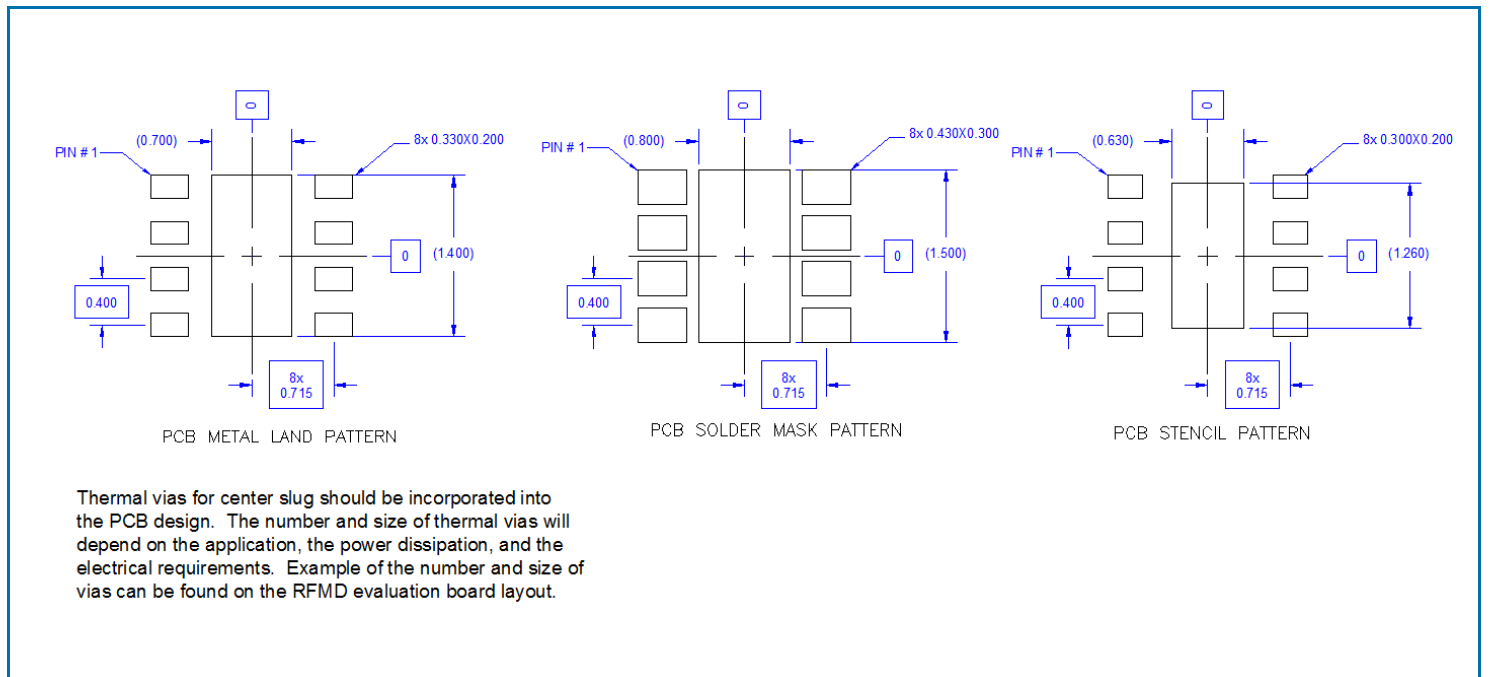 0
(0.700)
8x 0.330X0.200
PIN # 1
0
(1.400)
0.400
8x
0.715
PCB METAL LAND PATTERN
0
(0.800)
8x 0.430X0.300
PIN # 1
0
(1.500)
0.400
8x
0.715
PCB SOLDER MASK PATTERN
0
(0.630)
8x 0.300X0.200
PIN # 1
0
(1.260)
0.400
8x
0.715
PCB STENCIL PATTERN
Thermal vias for center slug should be incorporated into
the PCB design. The number and size of thermal vias will
depend on the application, the power dissipation, and the
electrical requirements. Example of the number and size of
vias can be found on the RFMD evaluation board layout.